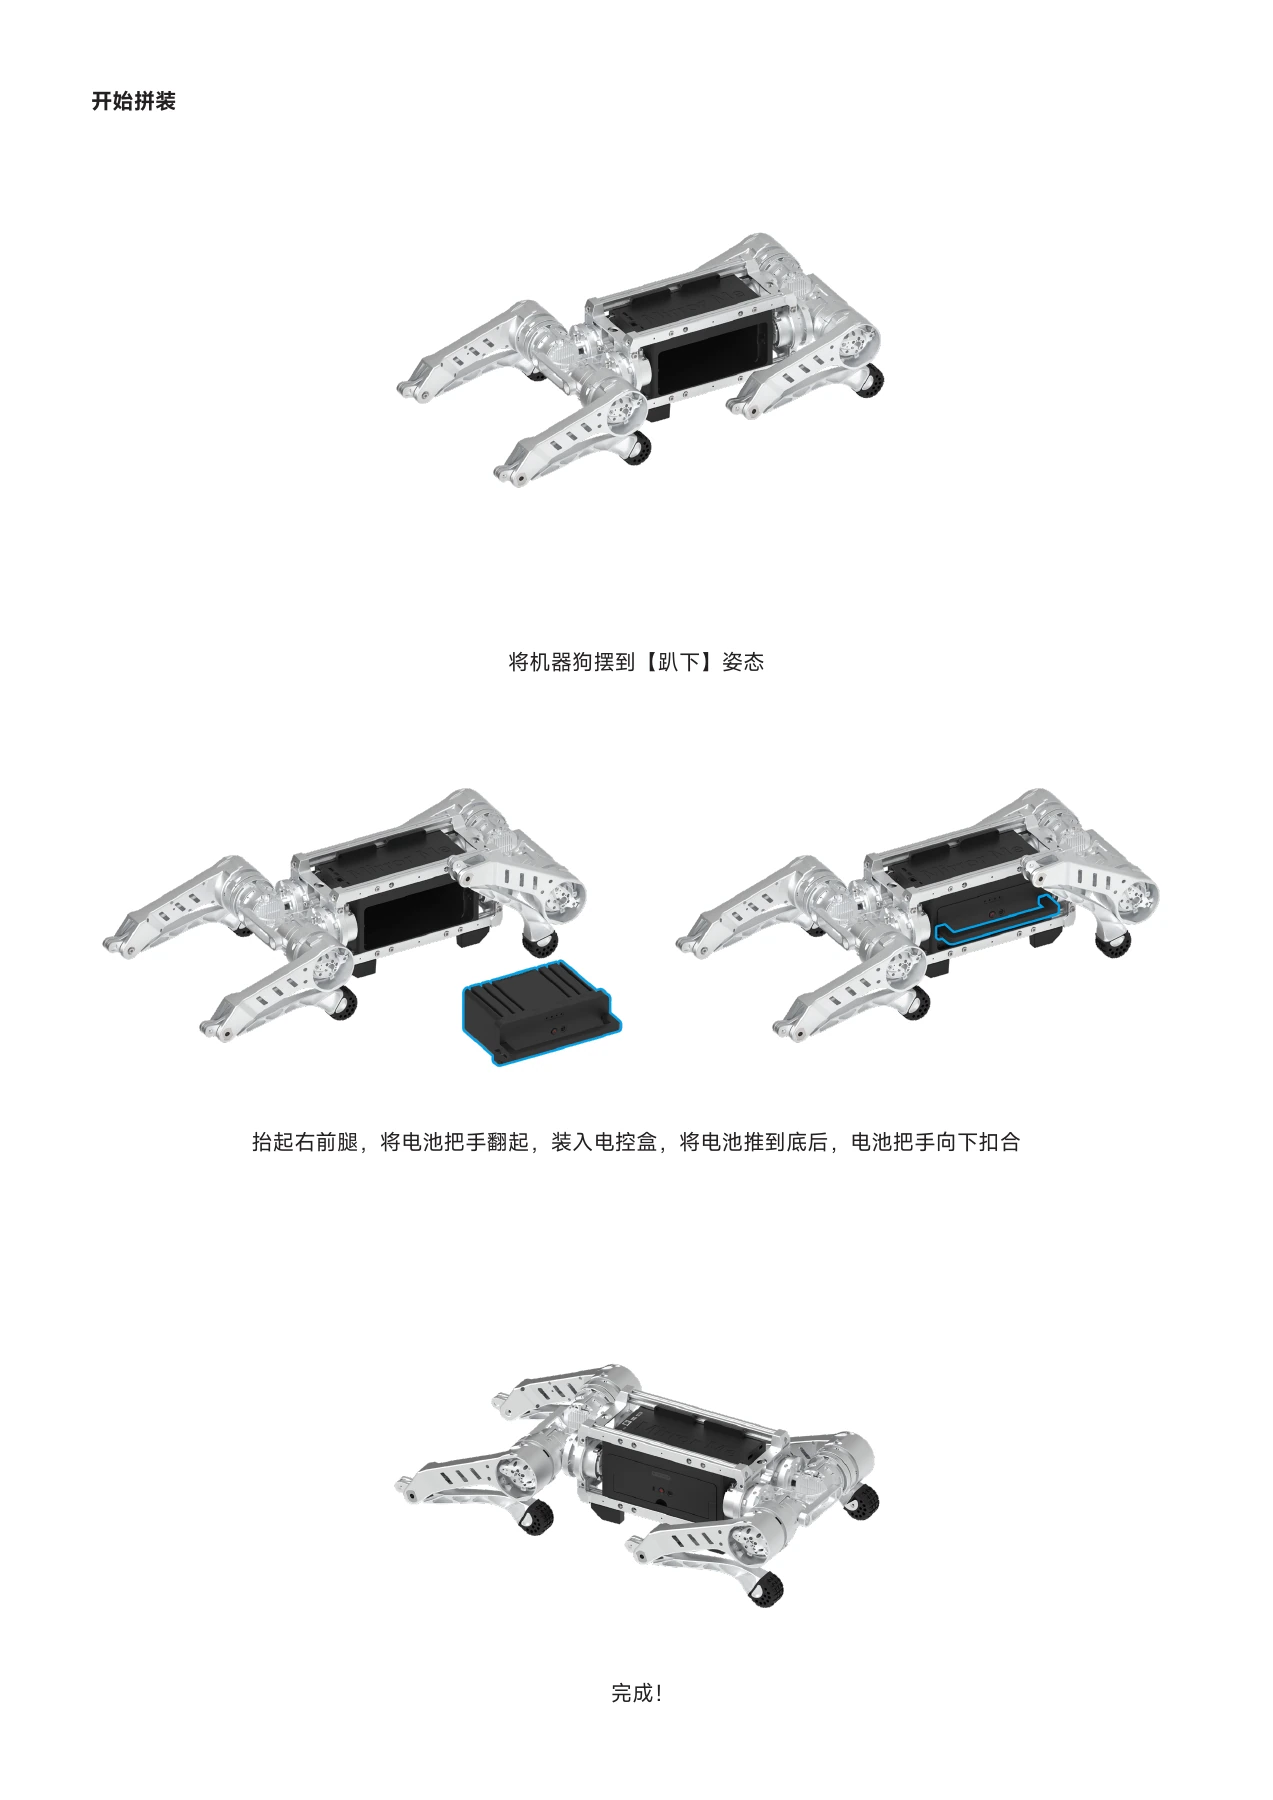 开始拼装
将机器狗摆到【趴下】姿态
抬起右前腿，将电池把手翻起，装入电控盒，将电池推到底后，电池把手向下扣合
完成！